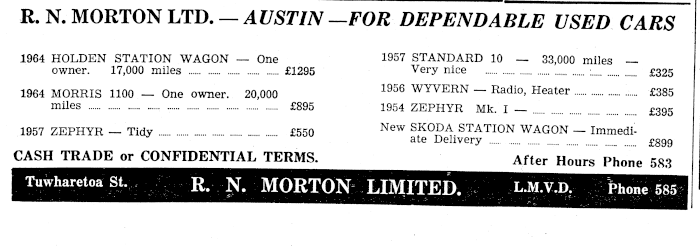 R. N. MORTON LTD. — AUSTIN — FOR DEPENDABLE USED CARS
1964 HOLDEN STATION WAGON — One
owner. 17,000 miles ...... ...... ...... ...... £1295
1964 MORRIS 1100 — One owner. 20,000
miles ...... ...... ...... ...... ...... ...... ...... £895
1957 ZEPHYR — Tidy ...... ...... ...... ...... £550
CASH TRADE or CONFIDENTIAL TERMS.
1957 STANDARD 10 — 33,000 miles —
Very nice ...... ...... ...... ...... ...... £325
1956 WYVERN — Radio, Heater ...... ...... £385
1954 ZEPHYR Mk. I — ...... ...... ...... ...... £395
New SKODA STATION WAGON — Immedi-
ate Delivery ...... ...... ...... ...... ...... £899
After Hours Phone 583
Tuwharetoa St. R. N. MORTON LIMITED. L.M.V.D. Phone 585